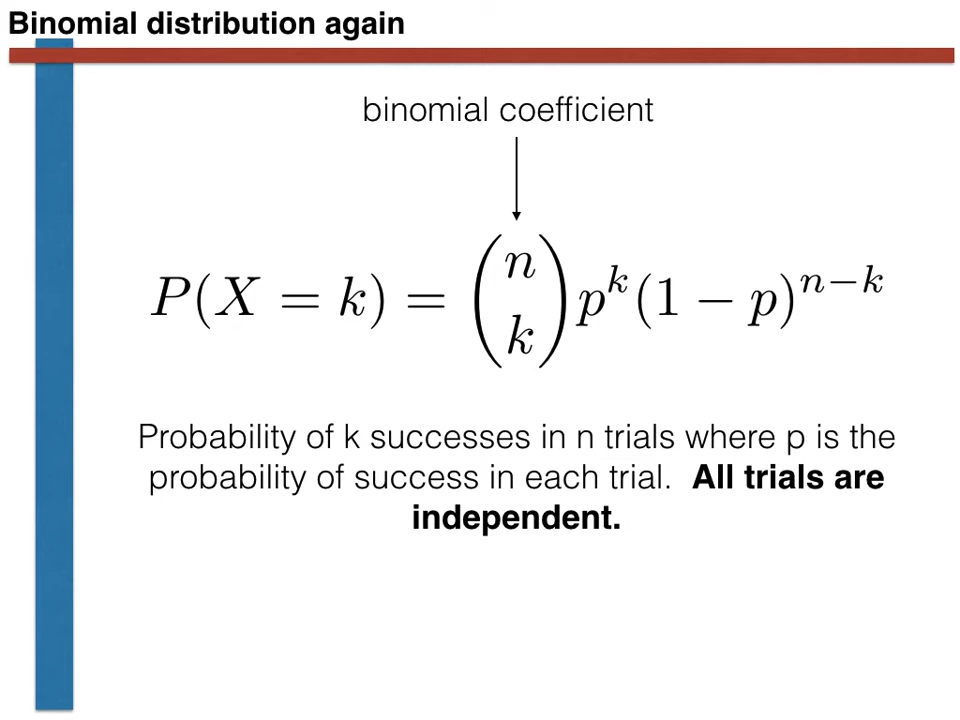 Binomial distribution again
binomial coefficient
P(X = k) = \binom{n}{k} p^k (1 − p)^{n−k}
Probability of k successes in n trials where p is the
probability of success in each trial. All trials are
independent.